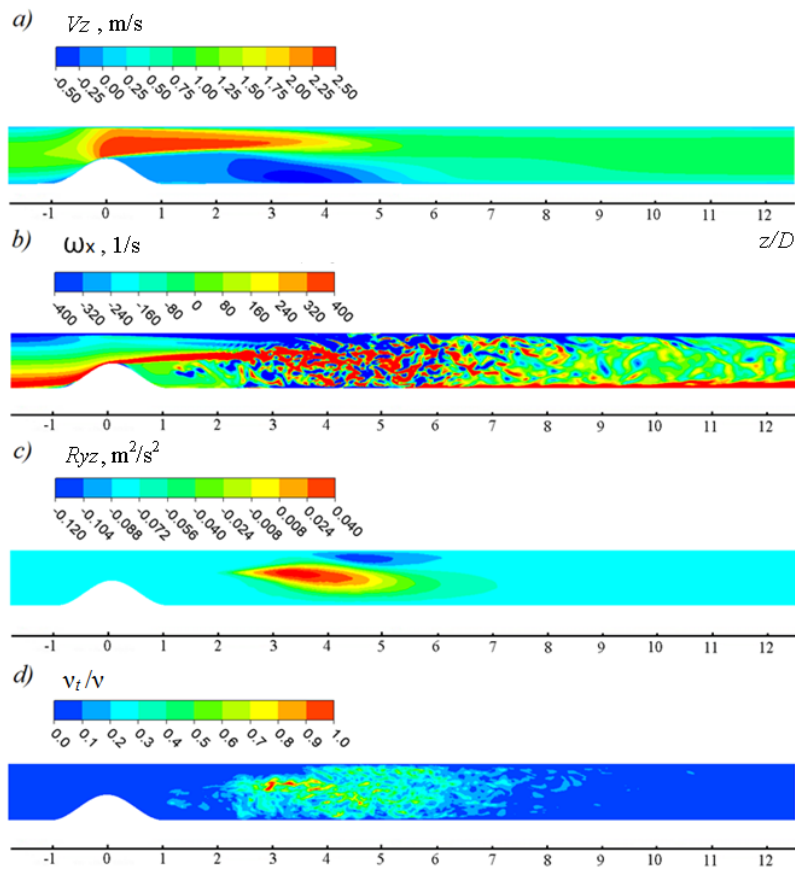 a) Vz , m/s
-0.50 -0.25 0.00 0.25 0.50 0.75 1.00 1.25 1.50 1.75 2.00 2.25 2.50
-1 0 1 2 3 4 5 6 7 8 9 10 11 12
b) ωx , 1/s z/D
-400 -320 -240 -160 -80 0 80 160 240 320 400
-1 0 1 2 3 4 5 6 7 8 9 10 11 12
c) Ryz , m²/s²
-0.120 -0.104 -0.088 -0.072 -0.056 -0.040 -0.024 -0.008 0.008 0.024 0.040
-1 0 1 2 3 4 5 6 7 8 9 10 11 12
d) νt/ν
0.0 0.1 0.2 0.3 0.4 0.5 0.6 0.7 0.8 0.9 1.0
-1 0 1 2 3 4 5 6 7 8 9 10 11 12